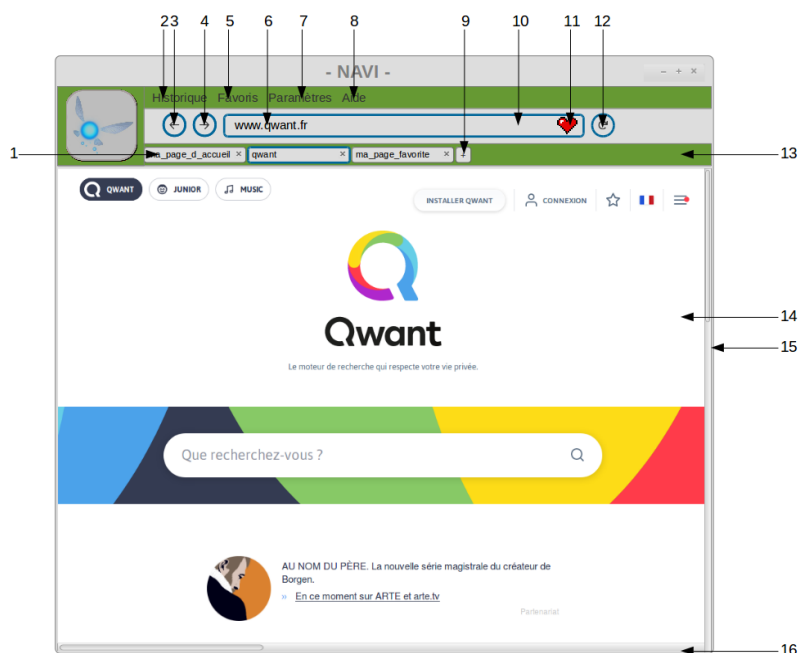 23 4 5 6 7 8 9 10 11 12
- NAVI -
Historique Favoris Paramètres Aide
www.qwant.fr
1 ma_page_d_accueil × qwant × ma_page_favorite × + 13
QWANT JUNIOR MUSIC
INSTALLER QWANT CONNEXION
14
Qwant
15
Le moteur de recherche qui respecte votre vie privée.
Que recherchez-vous ?
AU NOM DU PÈRE. La nouvelle série magistrale du créateur de
Borgen.
» En ce moment sur ARTE et arte.tv
Partenariat
16